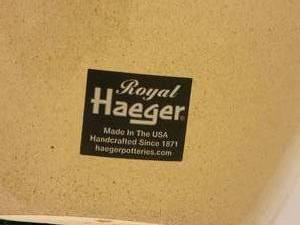 Royal
Haeger®
Made In The USA
Handcrafted Since 1871
haegerpotteries.com